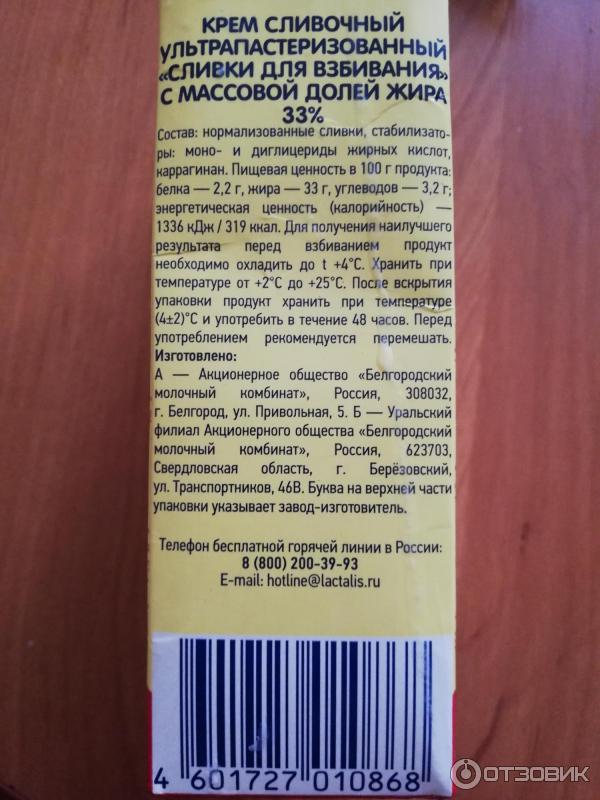 КРЕМ СЛИВОЧНЫЙ
УЛЬТРАПАСТЕРИЗОВАННЫЙ
«СЛИВКИ ДЛЯ ВЗБИВАНИЯ»
С МАССОВОЙ ДОЛЕЙ ЖИРА
33%
Состав: нормализованные сливки, стабилизато-
ры: моно- и диглицериды жирных кислот,
каррагинан. Пищевая ценность в 100 г продукта:
белка — 2,2 г, жира — 33 г, углеводов — 3,2 г;
энергетическая ценность (калорийность) —
1336 кДж / 319 ккал. Для получения наилучшего
результата перед взбиванием продукт
необходимо охладить до t +4°С. Хранить при
температуре от +2°С до +25°С. После вскрытия
упаковки продукт хранить при температуре
(4±2)°С и употребить в течение 48 часов. Перед
употреблением рекомендуется перемешать.
Изготовлено:
А — Акционерное общество «Белгородский
молочный комбинат», Россия, 308032,
г. Белгород, ул. Привольная, 5. Б — Уральский
филиал Акционерного общества «Белгородский
молочный комбинат», Россия, 623703,
Свердловская область, г. Берёзовский,
ул. Транспортников, 46В. Буква на верхней части
упаковки указывает завод-изготовитель.
Телефон бесплатной горячей линии в России:
8 (800) 200-39-93
E-mail: hotline@lactalis.ru
4 601727 010868
ОТЗОВИК